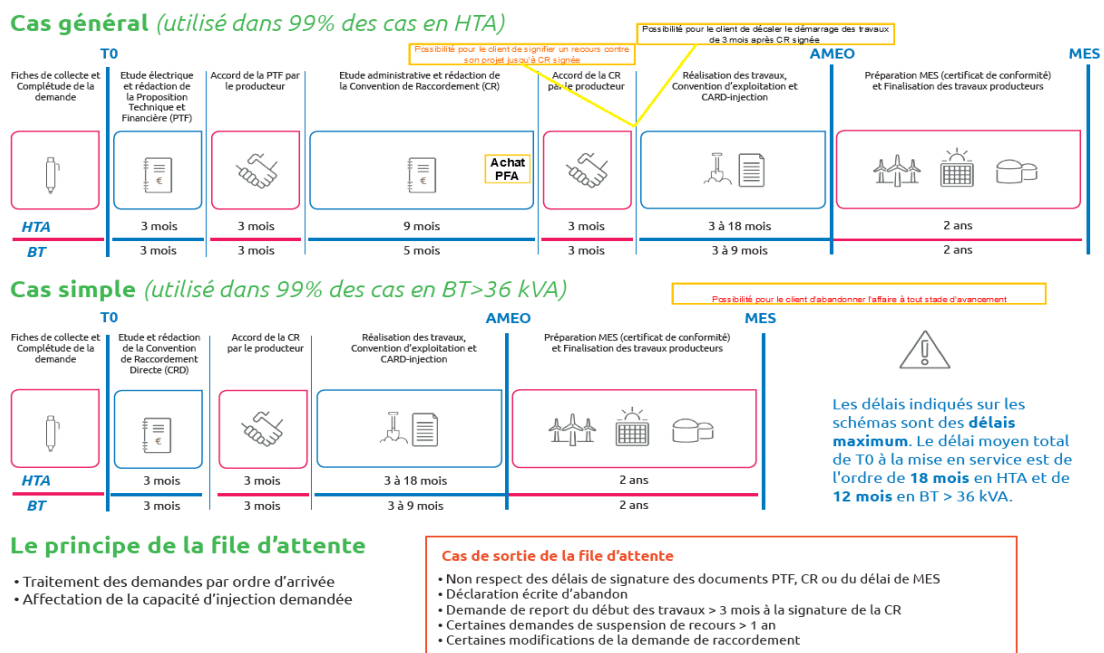 Cas général (utilisé dans 99% des cas en HTA)
Possibilité pour le client de signifier un recours contre
son projet jusqu'à CR signée
Possibilité pour le client de décaler le démarrage des travaux
de 3 mois après CR signée
T0
AMEO
MES
Fiches de collecte et
Complétude de la
demande
Etude électrique
et rédaction de
la Proposition
Technique et
Financière (PTF)
Accord de la PTF par
le producteur
Etude administrative et rédaction de
la Convention de Raccordement (CR)
Accord de la CR
par le producteur
Réalisation des travaux,
Convention d'exploitation et
CARD-injection
Préparation MES (certificat de conformité)
et Finalisation des travaux producteurs
€
€
Achat
PFA
HTA
3 mois
3 mois
9 mois
3 mois
3 à 18 mois
2 ans
BT
3 mois
3 mois
5 mois
3 mois
3 à 9 mois
2 ans
Cas simple (utilisé dans 99% des cas en BT>36 kVA)
Possibilité pour le client d'abandonner l'affaire à tout stade d'avancement
T0
AMEO
MES
Fiches de collecte et
Complétude de la
demande
Etude et rédaction
de la Convention
de Raccordement
Directe (CRD)
Accord de la CR
par le producteur
Réalisation des travaux,
Convention d'exploitation et
CARD-injection
Préparation MES (certificat de conformité)
et Finalisation des travaux producteurs
€
HTA
3 mois
3 mois
3 à 18 mois
2 ans
BT
3 mois
3 mois
3 à 9 mois
2 ans
Les délais indiqués sur les
schémas sont des délais
maximum. Le délai moyen total
de T0 à la mise en service est de
l'ordre de 18 mois en HTA et de
12 mois en BT > 36 kVA.
Le principe de la file d'attente
• Traitement des demandes par ordre d'arrivée
• Affectation de la capacité d'injection demandée
Cas de sortie de la file d'attente
• Non respect des délais de signature des documents PTF, CR ou du délai de MES
• Déclaration écrite d'abandon
• Demande de report du début des travaux > 3 mois à la signature de la CR
• Certaines demandes de suspension de recours > 1 an
• Certaines modifications de la demande de raccordement